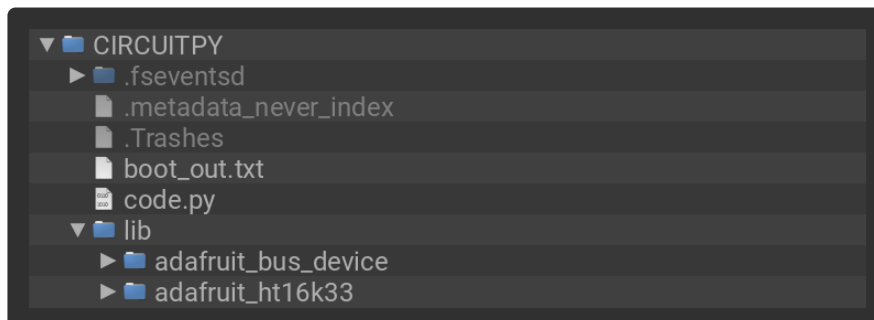 CIRCUITPY
.fseventsd
.metadata_never_index
.Trashes
boot_out.txt
code.py
lib
adafruit_bus_device
adafruit_ht16k33